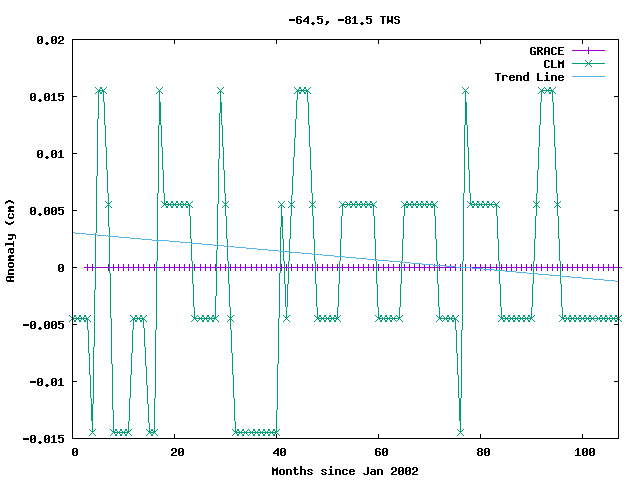 -64.5, -81.5 TWS
GRACE
CLM
Trend Line
0.02
0.015
0.01
0.005
0
-0.005
-0.01
-0.015
Anomaly (cm)
0 20 40 60 80 100
Months since Jan 2002